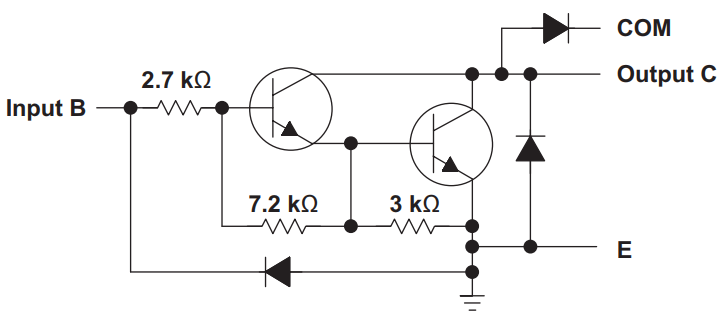 COM
2.7 kΩ
Output C
Input B
7.2 kΩ
3 kΩ
E